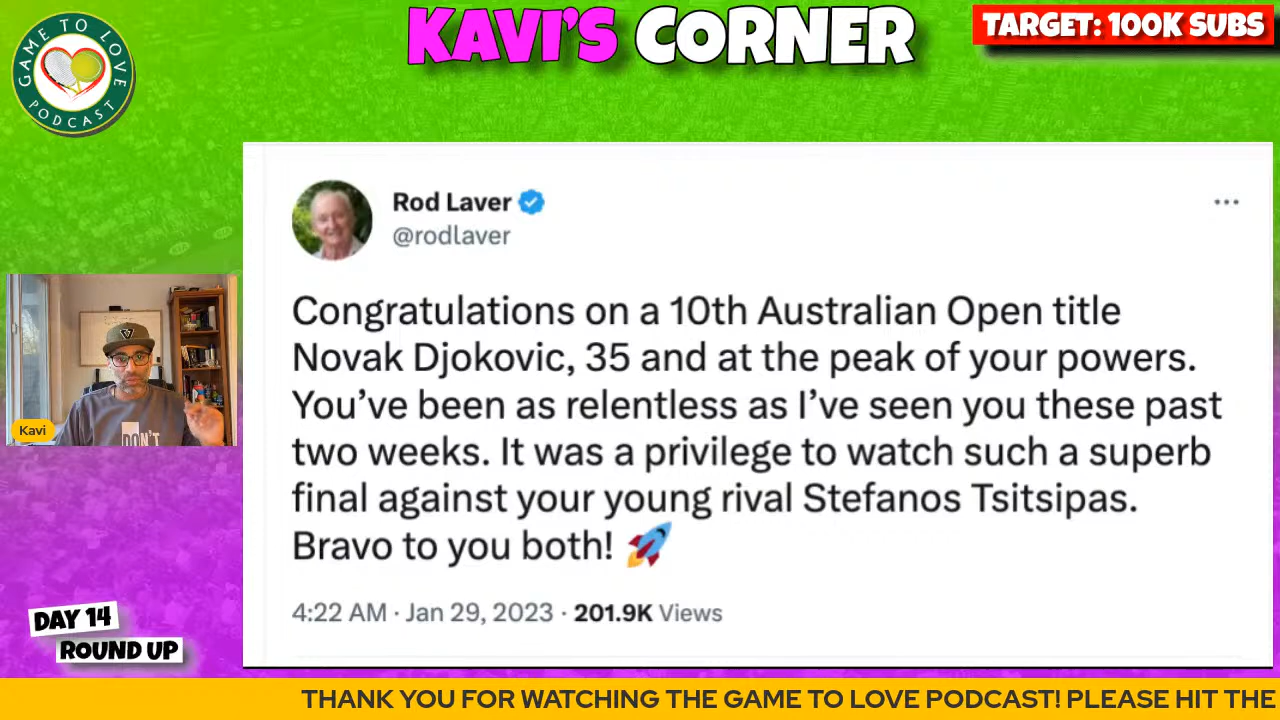 GAME TO LOVE
PODCAST
KAVI'S CORNER
TARGET: 100K SUBS
Rod Laver
@rodlaver
Congratulations on a 10th Australian Open title
Novak Djokovic, 35 and at the peak of your powers.
You've been as relentless as I've seen you these past
two weeks. It was a privilege to watch such a superb
final against your young rival Stefanos Tsitsipas.
Bravo to you both! 🚀
4:22 AM · Jan 29, 2023 · 201.9K Views
Kavi
DON'T
DAY 14
ROUND UP
THANK YOU FOR WATCHING THE GAME TO LOVE PODCAST! PLEASE HIT THE